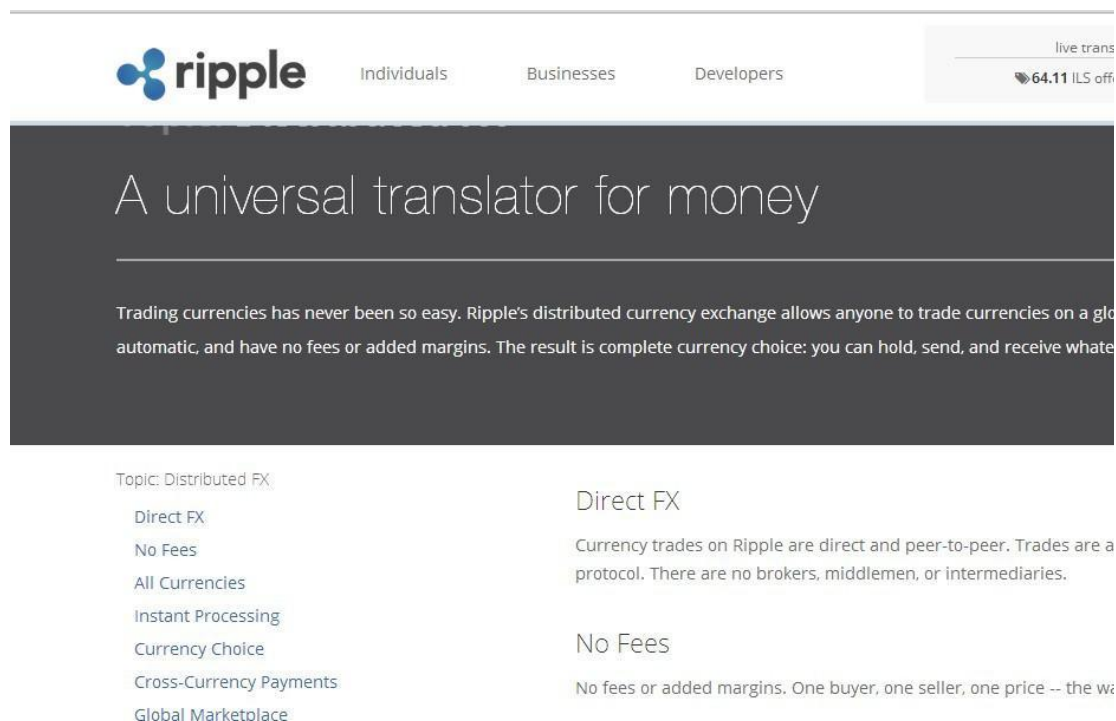 ripple
Individuals
Businesses
Developers
live trans
64.11 ILS off
A universal translator for money
Trading currencies has never been so easy. Ripple's distributed currency exchange allows anyone to trade currencies on a glo
automatic, and have no fees or added margins. The result is complete currency choice: you can hold, send, and receive whate
Topic: Distributed FX
Direct FX
No Fees
All Currencies
Instant Processing
Currency Choice
Cross-Currency Payments
Global Marketplace
Direct FX
Currency trades on Ripple are direct and peer-to-peer. Trades are a
protocol. There are no brokers, middlemen, or intermediaries.
No Fees
No fees or added margins. One buyer, one seller, one price -- the wa